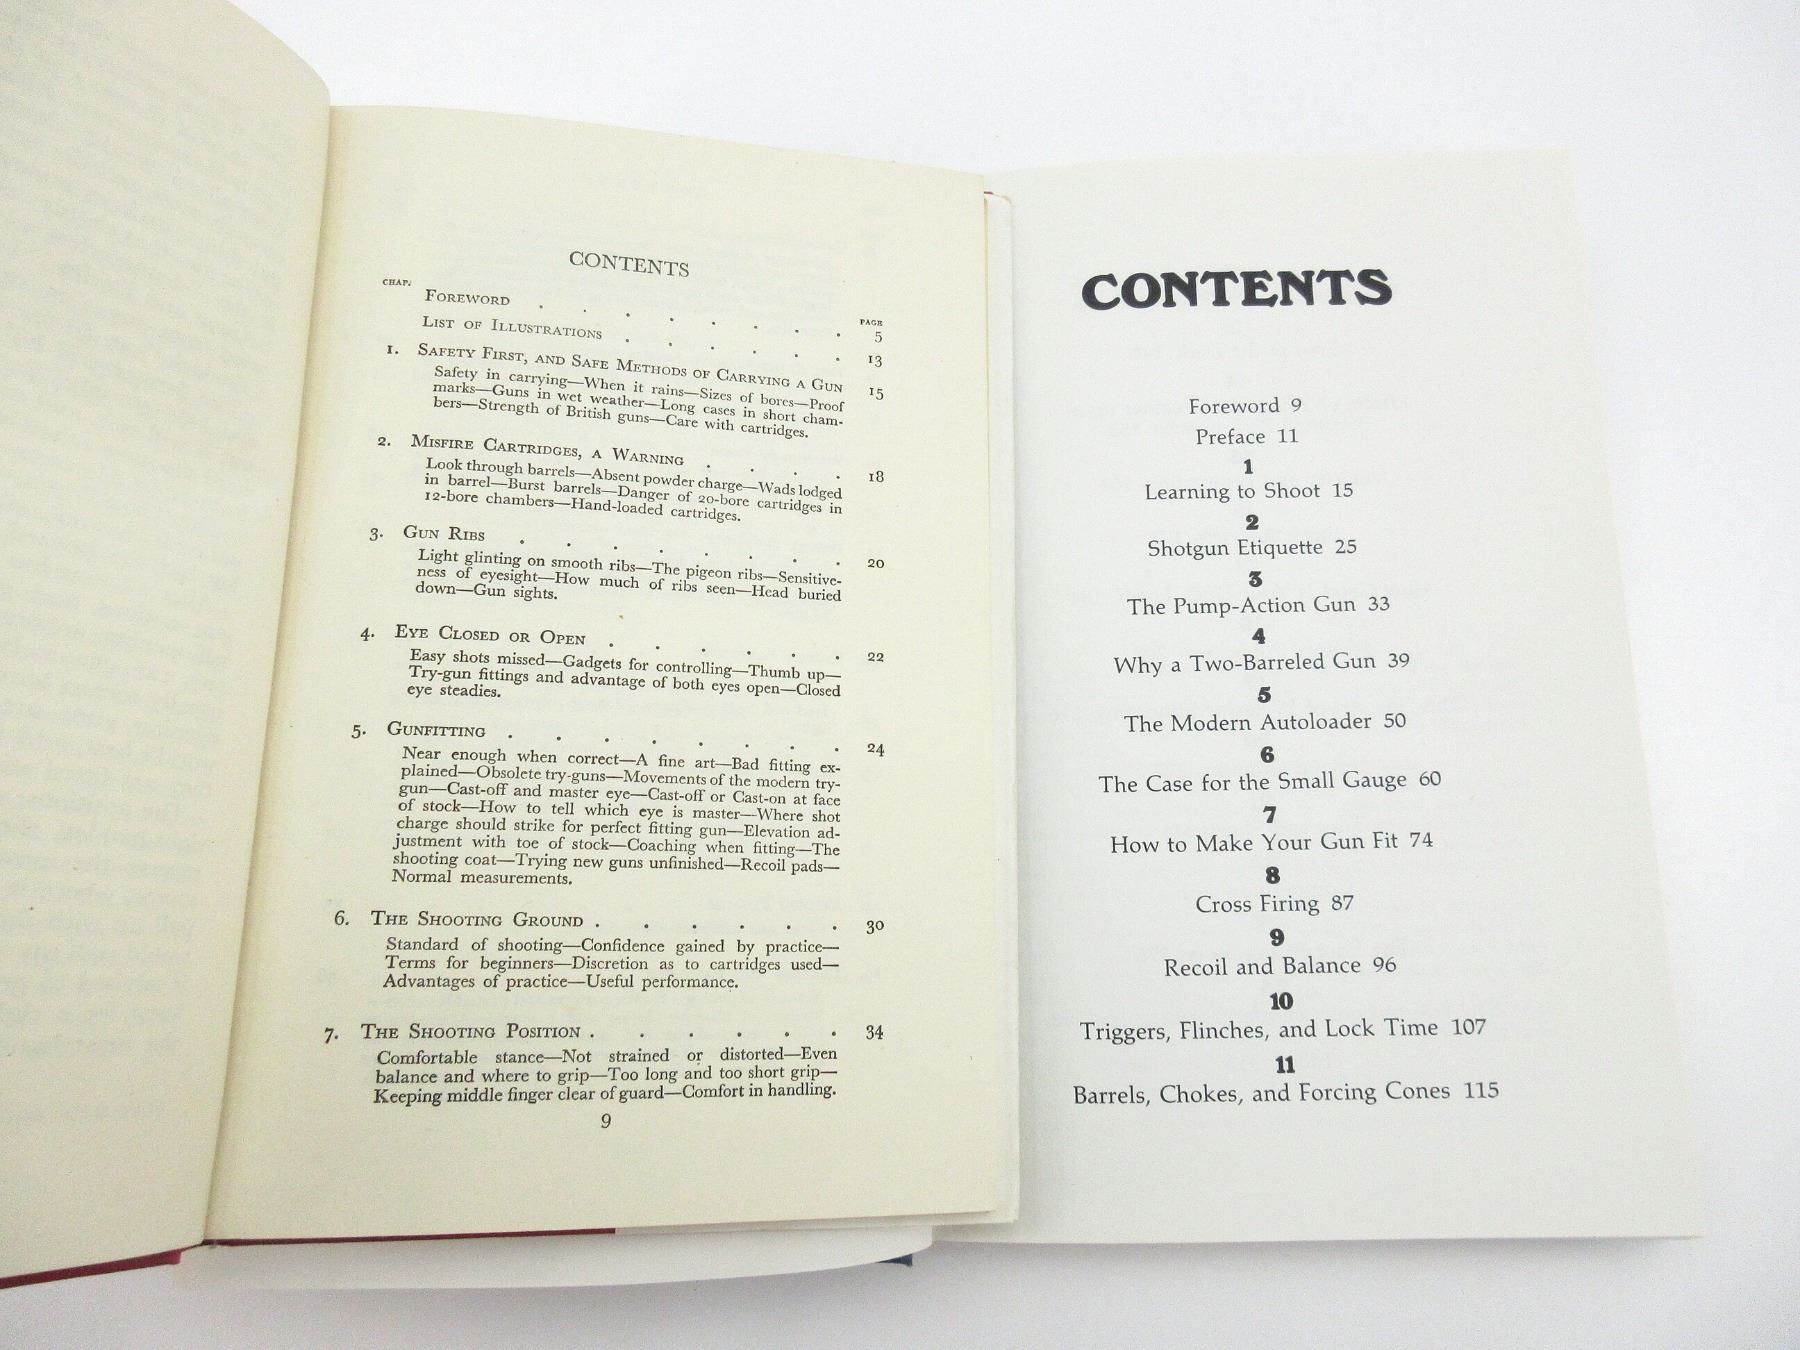 CONTENTS
CHAP.
PAGE
FOREWORD . . . . . . . . 5
LIST OF ILLUSTRATIONS . . . . . . 13
1. SAFETY FIRST, AND SAFE METHODS OF CARRYING A GUN 15
Safety in carrying—When it rains—Sizes of bores—Proof
marks—Guns in wet weather—Long cases in short cham-
bers—Strength of British guns—Care with cartridges.
2. MISFIRE CARTRIDGES, A WARNING . . . . 18
Look through barrels—Absent powder charge—Wads lodged
in barrel—Burst barrels—Danger of 20-bore cartridges in
12-bore chambers—Hand-loaded cartridges.
3. GUN RIBS . . . . . . . . 20
Light glinting on smooth ribs—The pigeon ribs—Sensitive-
ness of eyesight—How much of ribs seen—Head buried
down—Gun sights.
4. EYE CLOSED OR OPEN . . . . . . 22
Easy shots missed—Gadgets for controlling—Thumb up—
Try-gun fittings and advantage of both eyes open—Closed
eye steadies.
5. GUNFITTING . . . . . . . . 24
Near enough when correct—A fine art—Bad fitting ex-
plained—Obsolete try-guns—Movements of the modern try-
gun—Cast-off and master eye—Cast-off or Cast-on at face
of stock—How to tell which eye is master—Where shot
charge should strike for perfect fitting gun—Elevation ad-
justment with toe of stock—Coaching when fitting—The
shooting coat—Trying new guns unfinished—Recoil pads—
Normal measurements.
6. THE SHOOTING GROUND . . . . . . 30
Standard of shooting—Confidence gained by practice—
Terms for beginners—Discretion as to cartridges used—
Advantages of practice—Useful performance.
7. THE SHOOTING POSITION . . . . . . 34
Comfortable stance—Not strained or distorted—Even
balance and where to grip—Too long and too short grip—
Keeping middle finger clear of guard—Comfort in handling.
9
CONTENTS
Foreword 9
Preface 11
1
Learning to Shoot 15
2
Shotgun Etiquette 25
3
The Pump-Action Gun 33
4
Why a Two-Barreled Gun 39
5
The Modern Autoloader 50
6
The Case for the Small Gauge 60
7
How to Make Your Gun Fit 74
8
Cross Firing 87
9
Recoil and Balance 96
10
Triggers, Flinches, and Lock Time 107
11
Barrels, Chokes, and Forcing Cones 115